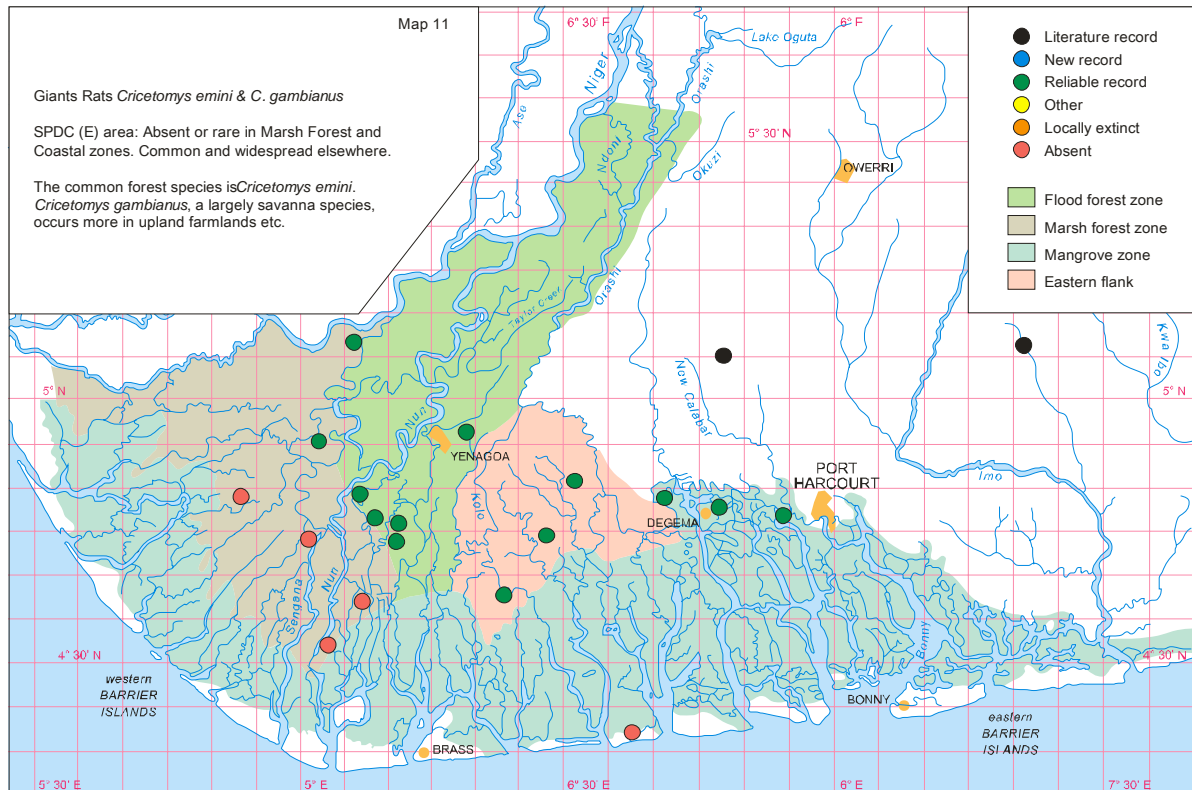 Map 11
Giants Rats Cricetomys emini & C. gambianus
SPDC (E) area: Absent or rare in Marsh Forest and
Coastal zones. Common and widespread elsewhere.
The common forest species isCricetomys emini.
Cricetomys gambianus, a largely savanna species,
occurs more in upland farmlands etc.
6° 30' F
6° F
Literature record
New record
Reliable record
Other
Locally extinct
Absent
Flood forest zone
Marsh forest zone
Mangrove zone
Eastern flank
Lake Oguta
Niger
Orashi
Ase
Ndoni
5° 30' N
Okuzi
OWERRI
Orashi
Taylor Creek
Kwa Ibo
5° N
5° N
New Calabar
Nun
YENAGOA
Kolo
PORT
HARCOURT
Imo
DEGEMA
Sengana
Nun
Bonny
4° 30' N
4° 30' N
western
BARRIER
ISLANDS
BONNY
eastern
BARRIER
ISLANDS
BRASS
5° 30' E
5° E
6° 30' E
6° E
7° 30' E